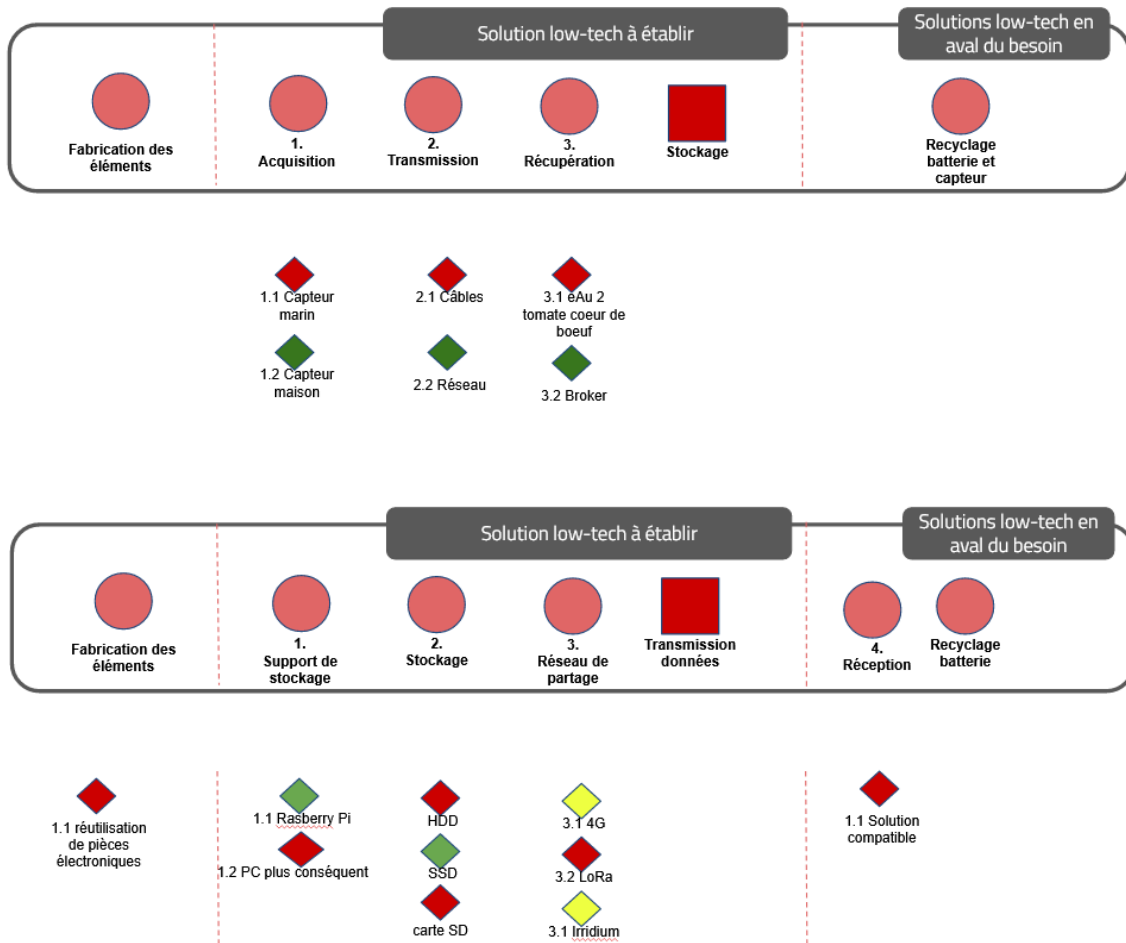 Solution low-tech à établir
Solutions low-tech en
aval du besoin
Fabrication des
éléments
1.
Acquisition
2.
Transmission
3.
Récupération
Stockage
Recyclage
batterie et
capteur
1.1 Capteur
marin
2.1 Câbles
3.1 eAu 2
tomate coeur de
boeuf
1.2 Capteur
maison
2.2 Réseau
3.2 Broker
Solution low-tech à établir
Solutions low-tech en
aval du besoin
Fabrication des
éléments
1.
Support de
stockage
2.
Stockage
3.
Réseau de
partage
Transmission
données
4.
Réception
Recyclage
batterie
1.1 réutilisation
de pièces
électroniques
1.1 Rasberry Pi
1.2 PC plus conséquent
HDD
SSD
carte SD
3.1 4G
3.2 LoRa
3.1 Irridium
1.1 Solution
compatible